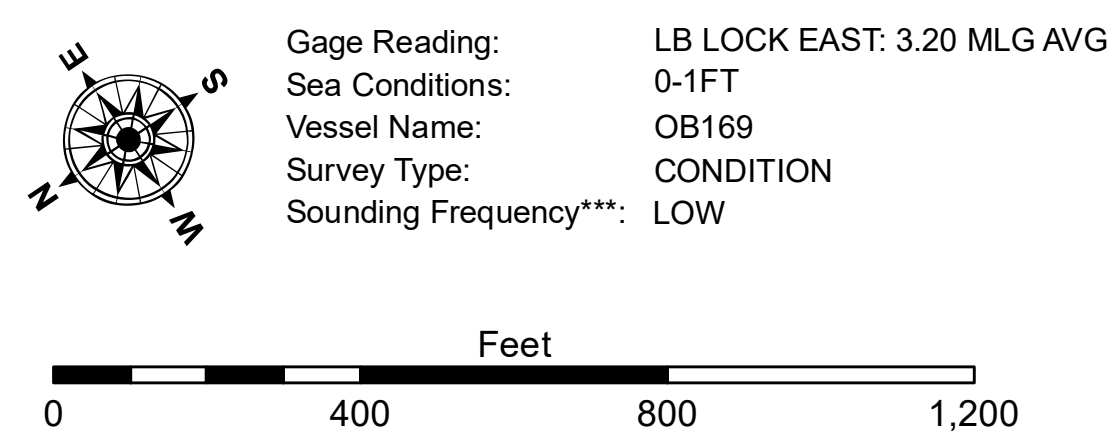 E
S
N
W
Gage Reading: LB LOCK EAST: 3.20 MLG AVG
Sea Conditions: 0-1FT
Vessel Name: OB169
Survey Type: CONDITION
Sounding Frequency***: LOW
Feet
0 400 800 1,200